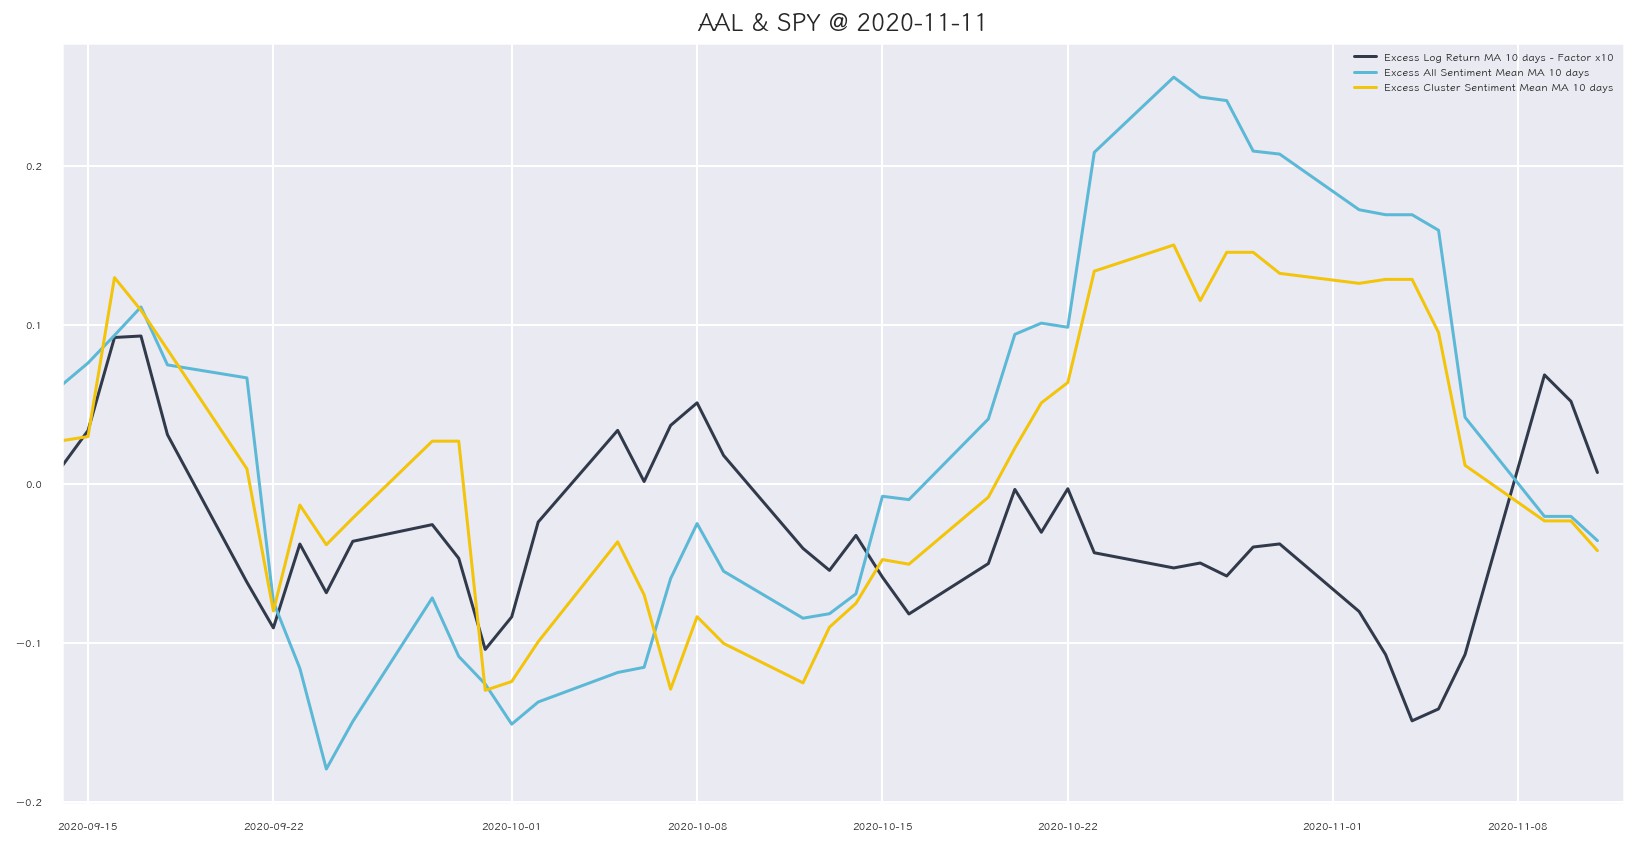 AAL & SPY @ 2020-11-11
Excess Log Return MA 10 days - Factor x10
Excess All Sentiment Mean MA 10 days
Excess Cluster Sentiment Mean MA 10 days
0.2
0.1
0.0
−0.1
−0.2
2020-09-15 2020-09-22 2020-10-01 2020-10-08 2020-10-15 2020-10-22 2020-11-01 2020-11-08